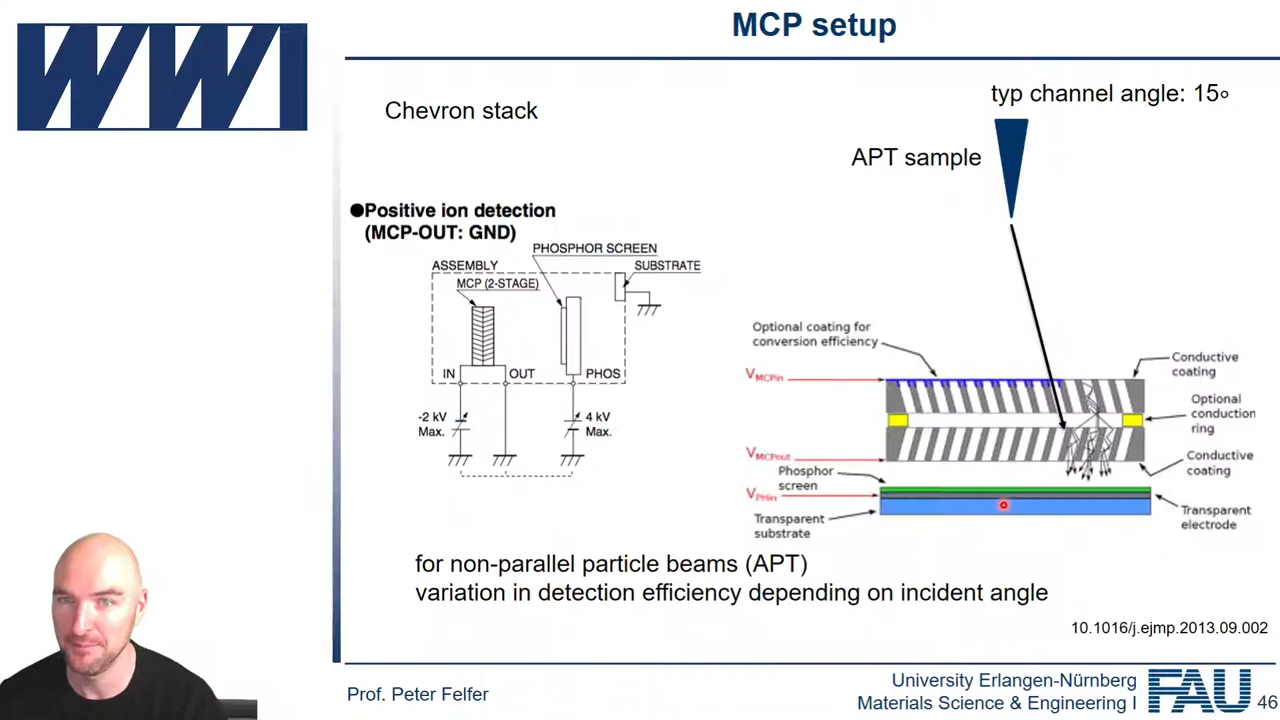 MCP setup
WWI
typ channel angle: 15∘
Chevron stack
APT sample
●Positive ion detection
(MCP-OUT: GND)
PHOSPHOR SCREEN
ASSEMBLY
SUBSTRATE
MCP (2-STAGE)
IN
OUT
PHOS
-2 kV
Max.
4 kV
Max.
Optional coating for
conversion efficiency
Conductive
coating
VMCPin
Optional
conduction
ring
VMCPout
Conductive
coating
Phosphor
screen
VPHin
Transparent
electrode
Transparent
substrate
for non-parallel particle beams (APT)
variation in detection efficiency depending on incident angle
10.1016/j.ejmp.2013.09.002
Prof. Peter Felfer
University Erlangen-Nürnberg
Materials Science & Engineering I
FAU
46